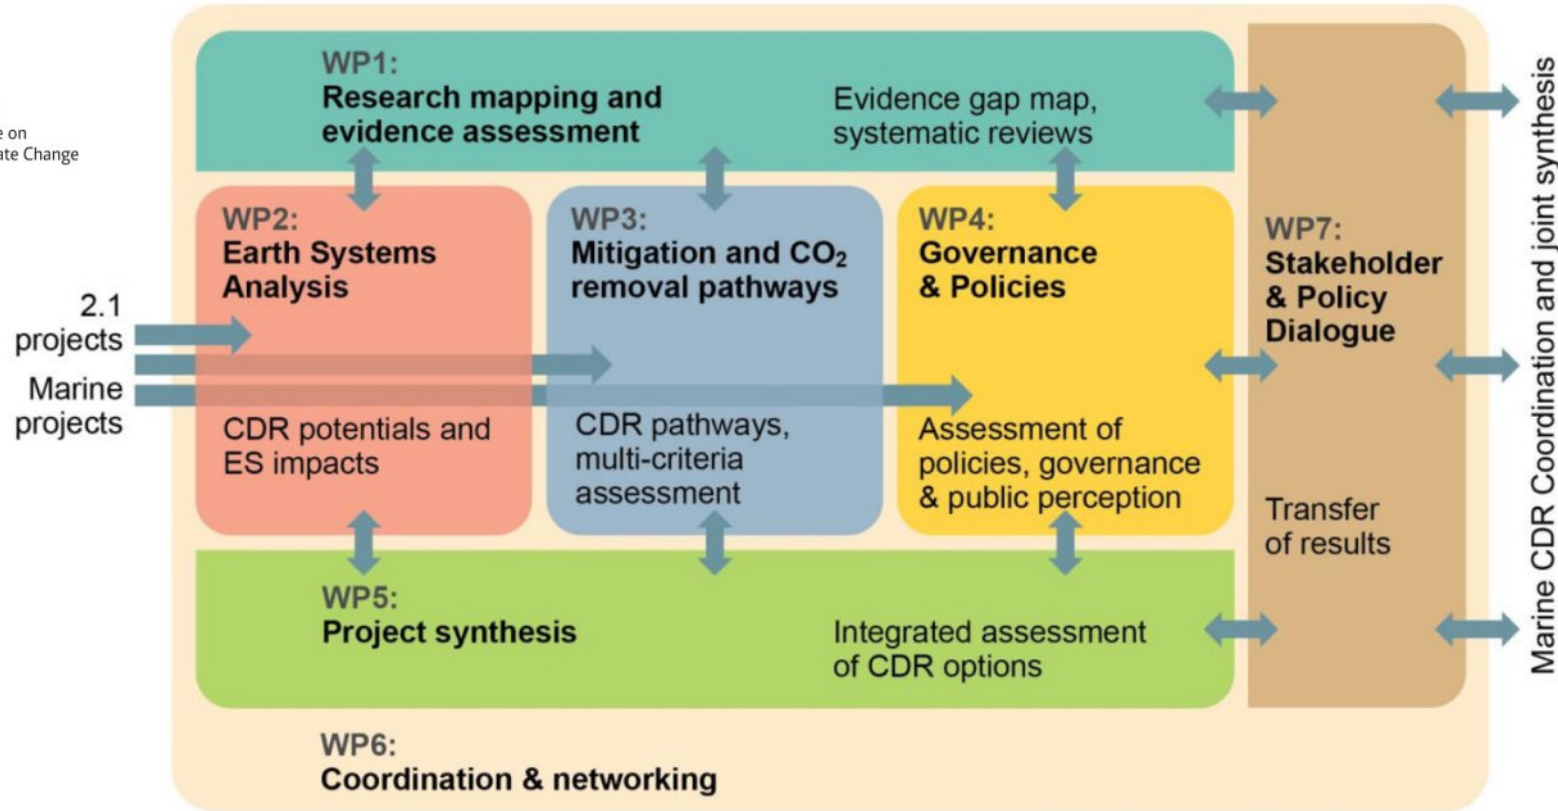 e on
ate Change
WP1:
Research mapping and
evidence assessment
Evidence gap map,
systematic reviews
WP2:
Earth Systems
Analysis
CDR potentials and
ES impacts
WP3:
Mitigation and CO₂
removal pathways
CDR pathways,
multi-criteria
assessment
WP4:
Governance
& Policies
Assessment of
policies, governance
& public perception
2.1
projects
Marine
projects
WP5:
Project synthesis
Integrated assessment
of CDR options
WP6:
Coordination & networking
WP7:
Stakeholder
& Policy
Dialogue
Transfer
of results
Marine CDR Coordination and joint synthesis